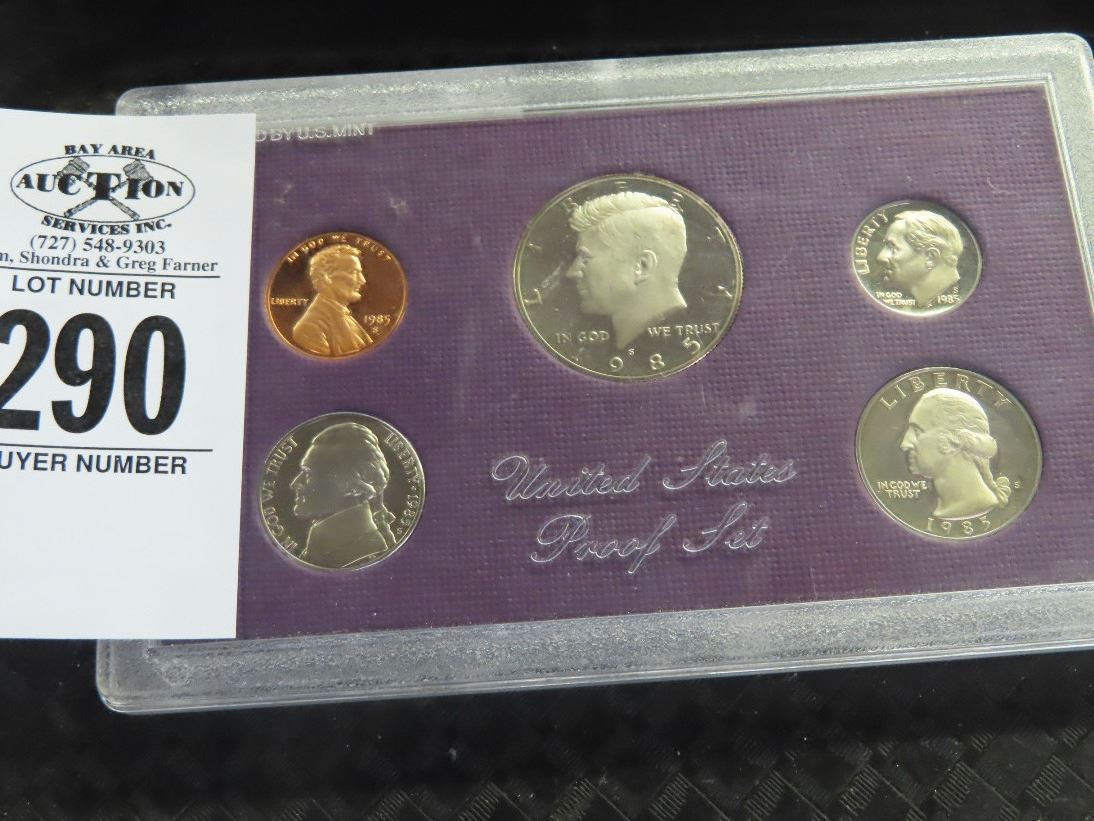 BAY AREA
AUCTION
SERVICES INC.
(727) 548-9303
Shondra & Greg Farner
LOT NUMBER
290
UYER NUMBER
D BY U.S. MINT
IN GOD WE TRUST
LIBERTY
1985
S
LIBERTY
IN GOD WE TRUST
S
1985
LIBERTY
IN GOD
WE TRUST
S
1985
IN GOD WE TRUST
LIBERTY · 1985
S
United States
Proof Set
LIBERTY
IN GOD WE
TRUST
S
1985